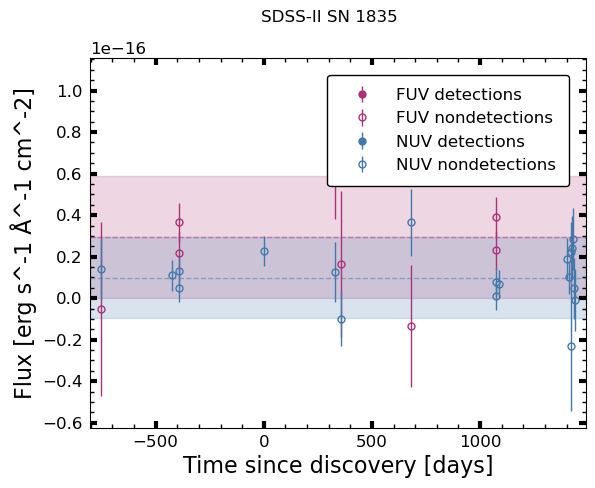 SDSS-II SN 1835
1e−16
FUV detections
FUV nondetections
NUV detections
NUV nondetections
1.0
0.8
0.6
0.4
0.2
0.0
−0.2
−0.4
−0.6
Flux [erg s^-1 Å^-1 cm^-2]
−500
0
500
1000
Time since discovery [days]